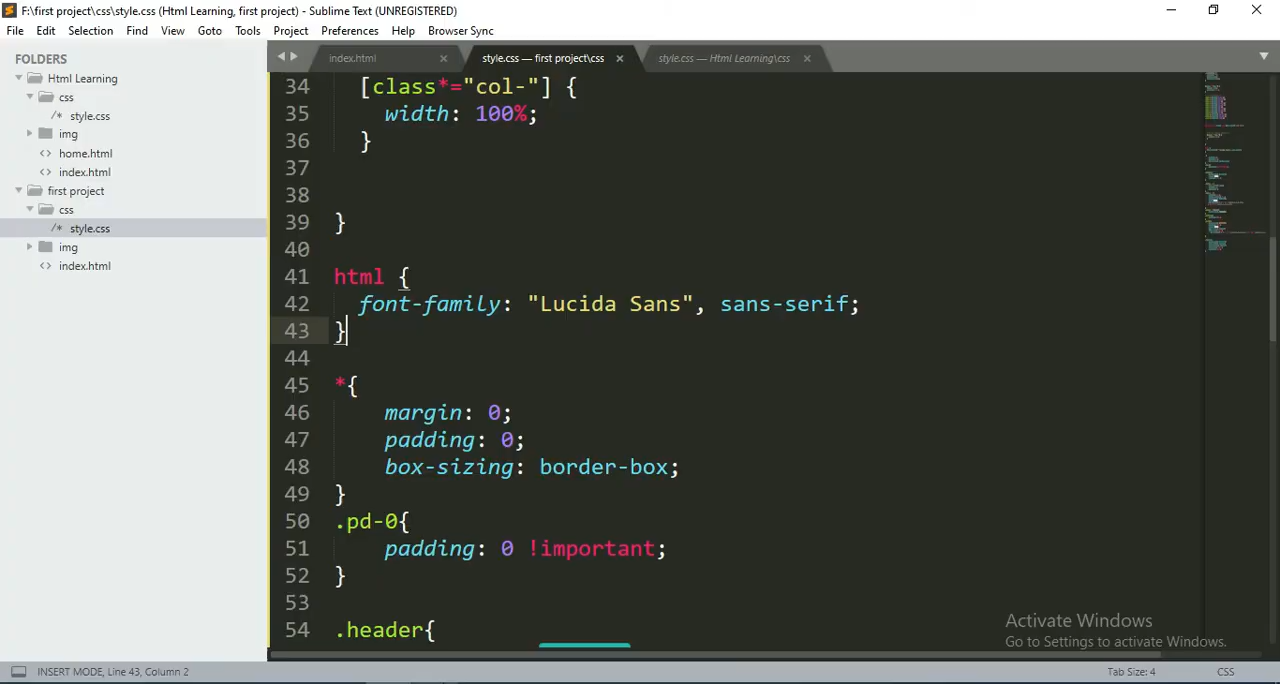 F:\first project\css\style.css (Html Learning, first project) - Sublime Text (UNREGISTERED)
File Edit Selection Find View Goto Tools Project Preferences Help Browser Sync
FOLDERS
Html Learning
css
/* style.css
img
<> home.html
<> index.html
first project
css
/* style.css
img
<> index.html
index.html × style.css — first project\css × style.css — Html Learning\css ×
34 [class*="col-"] {
35 width: 100%;
36 }
37
38
39 }
40
41 html {
42 font-family: "Lucida Sans", sans-serif;
43 }
44
45 *{
46 margin: 0;
47 padding: 0;
48 box-sizing: border-box;
49 }
50 .pd-0{
51 padding: 0 !important;
52 }
53
54 .header{
Activate Windows
Go to Settings to activate Windows.
INSERT MODE, Line 43, Column 2 Tab Size: 4 CSS